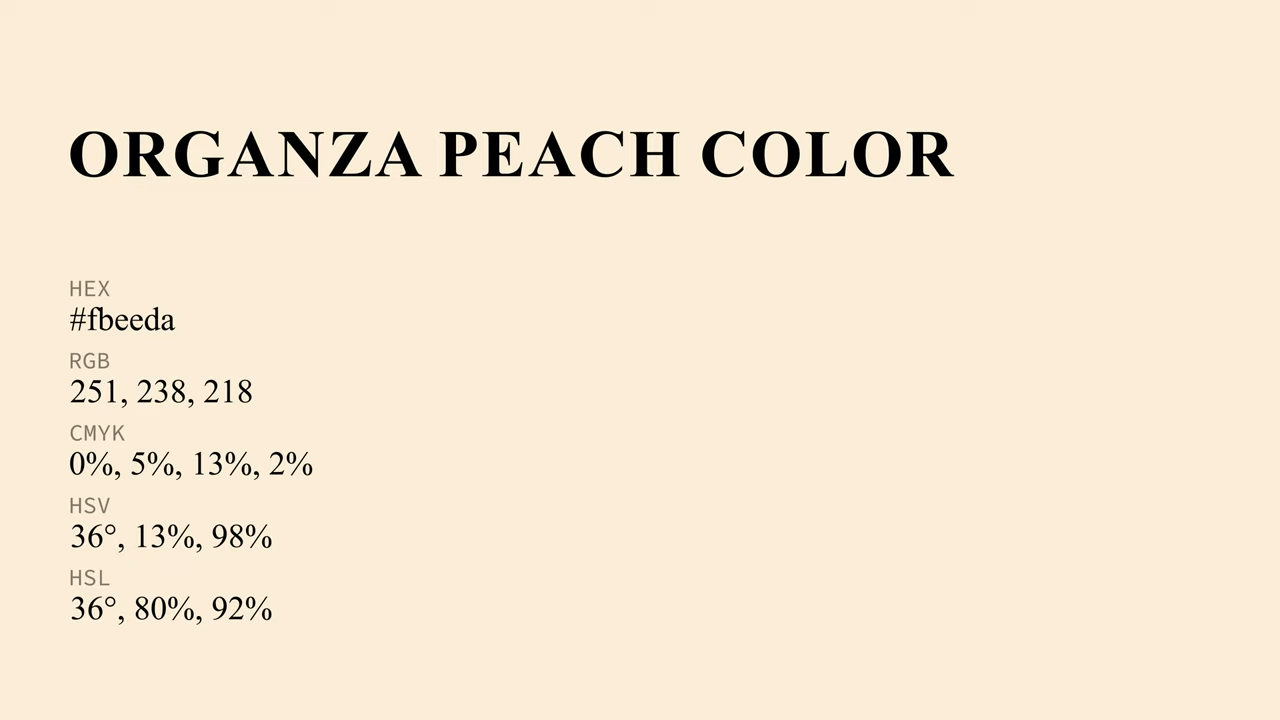 ORGANZA PEACH COLOR
HEX
#fbeeda
RGB
251, 238, 218
CMYK
0%, 5%, 13%, 2%
HSV
36°, 13%, 98%
HSL
36°, 80%, 92%